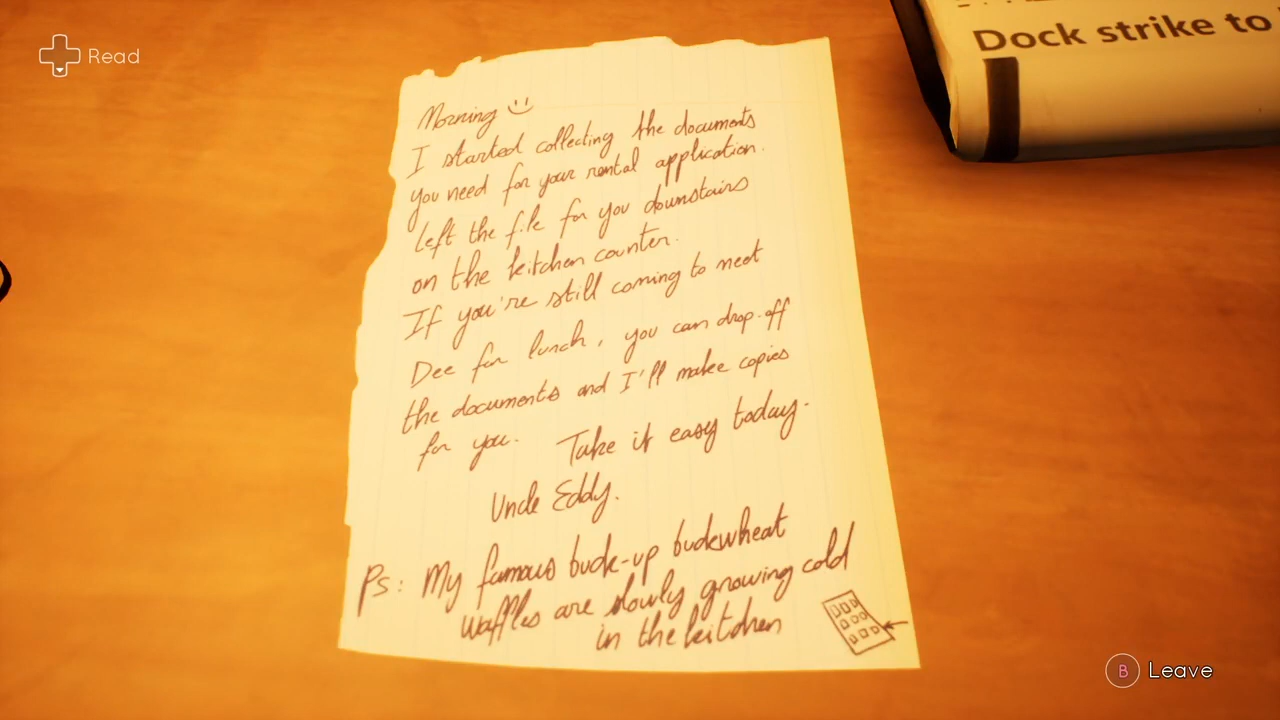 Read
Dock strike to
Morning :)
I started collecting the documents
you need for your rental application.
Left the file for you downstairs
on the kitchen counter.
If you're still coming to meet
Dee for lunch, you can drop-off
the documents and I'll make copies
for you. Take it easy today.
Uncle Eddy.
Ps: My famous buck-up buckwheat
waffles are slowly growing cold
in the kitchen
B Leave